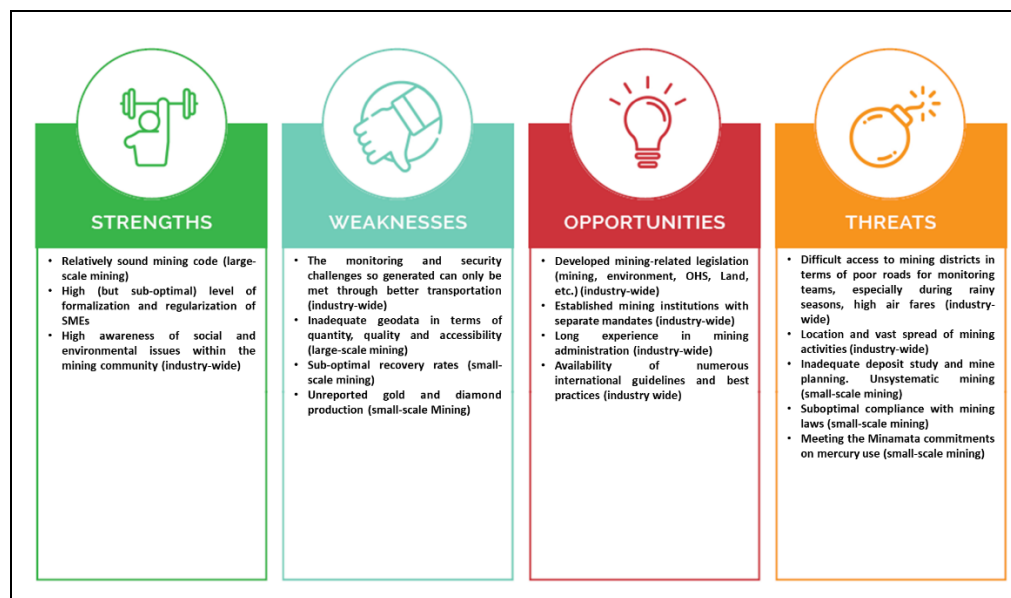 STRENGTHS
• Relatively sound mining code (large-
scale mining)
• High (but sub-optimal) level of
formalization and regularization of
SMEs
• High awareness of social and
environmental issues within the
mining community (industry-wide)
WEAKNESSES
• The monitoring and security
challenges so generated can only be
met through better transportation
(industry-wide)
• Inadequate geodata in terms of
quantity, quality and accessibility
(large-scale mining)
• Sub-optimal recovery rates (small-
scale mining)
• Unreported gold and diamond
production (small-scale Mining)
OPPORTUNITIES
• Developed mining-related legislation
(mining, environment, OHS, Land,
etc.) (industry-wide)
• Established mining institutions with
separate mandates (industry-wide)
• Long experience in mining
administration (industry-wide)
• Availability of numerous
international guidelines and best
practices (industry wide)
THREATS
• Difficult access to mining districts in
terms of poor roads for monitoring
teams, especially during rainy
seasons, high air fares (industry-
wide)
• Location and vast spread of mining
activities (industry-wide)
• Inadequate deposit study and mine
planning. Unsystematic mining
(small-scale mining)
• Suboptimal compliance with mining
laws (small-scale mining)
• Meeting the Minamata commitments
on mercury use (small-scale mining)